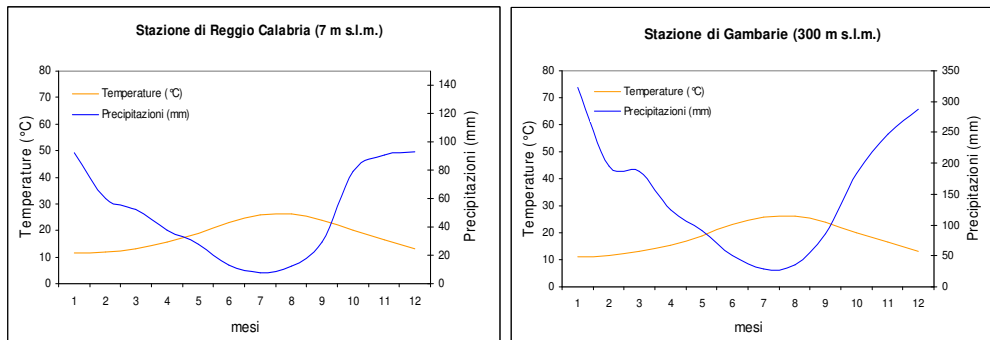 Stazione di Reggio Calabria (7 m s.l.m.)
Temperature (°C)
Precipitazioni (mm)
Temperature (°C)
80
70
60
50
40
30
20
10
0
Precipitazioni (mm)
140
120
100
80
60
40
20
0
1 2 3 4 5 6 7 8 9 10 11 12
mesi
Stazione di Gambarie (300 m s.l.m.)
Temperature (°C)
Precipitazioni (mm)
Temperature (°C)
80
70
60
50
40
30
20
10
0
Precipitazioni (mm)
350
300
250
200
150
100
50
0
1 2 3 4 5 6 7 8 9 10 11 12
mesi